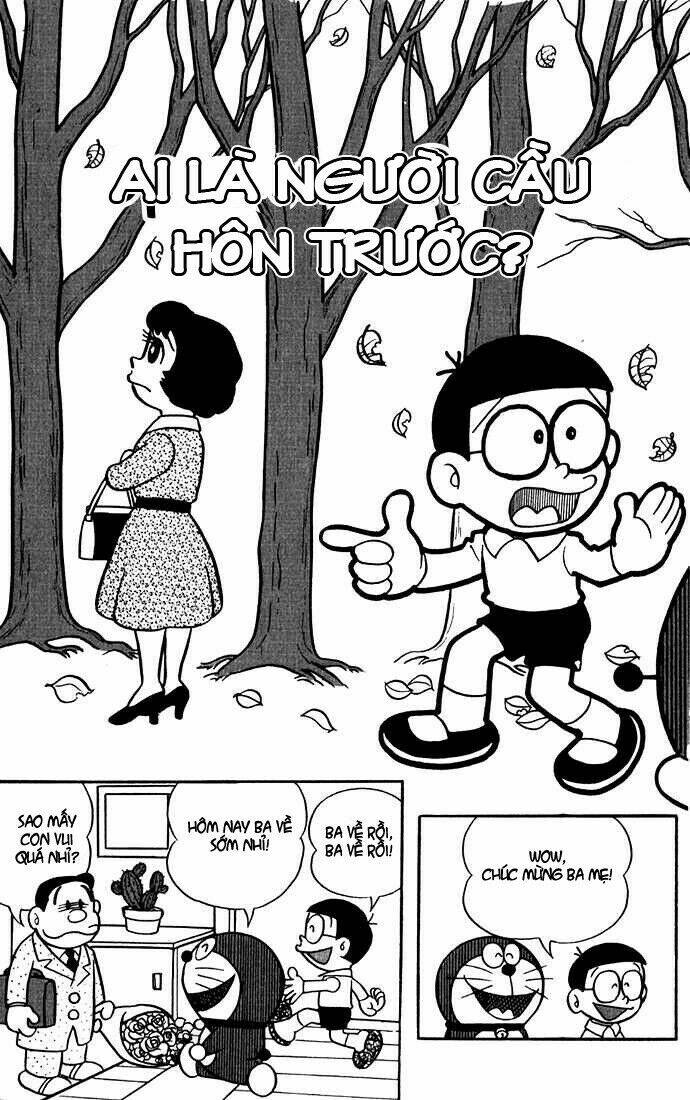 AI LÀ NGƯỜI CẦU
HÔN TRƯỚC?
SAO MẤY
CON VUI
QUÁ NHỈ?
HÔM NAY BA VỀ
SỚM NHỈ!
BA VỀ RỒI,
BA VỀ RỒI!
WOW,
CHÚC MỪNG BA MẸ!